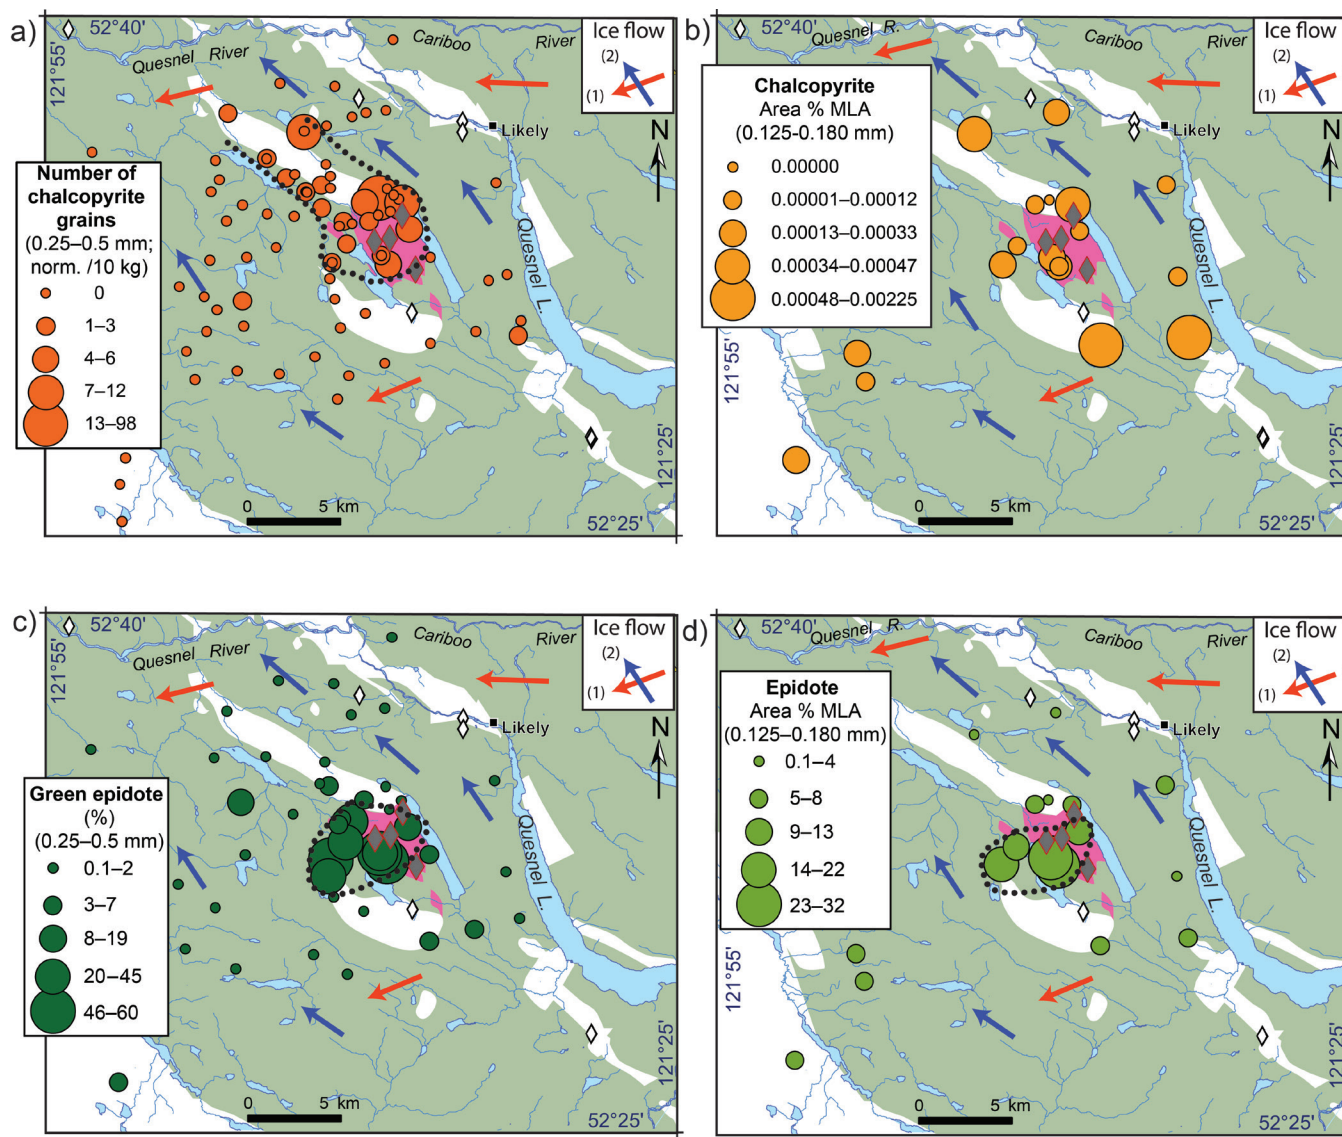 a)
52°40'
121°55'
Quesnel River
Cariboo River
Ice flow
(2)
(1)
N
Likely
Quesnel L.
Number of
chalcopyrite
grains
(0.25–0.5 mm;
norm. /10 kg)
0
1–3
4–6
7–12
13–98
0 5 km
121°25'
52°25'
b)
52°40'
Quesnel R.
Cariboo River
Ice flow
(2)
(1)
N
Likely
Quesnel L.
Chalcopyrite
Area % MLA
(0.125-0.180 mm)
0.00000
0.00001–0.00012
0.00013–0.00033
0.00034–0.00047
0.00048–0.00225
121°55'
0 5 km
121°25'
52°25'
c)
52°40'
121°55'
Quesnel River
Cariboo River
Ice flow
(2)
(1)
N
Likely
Quesnel L.
Green epidote
(%)
(0.25–0.5 mm)
0.1–2
3–7
8–19
20–45
46–60
0 5 km
121°25'
52°25'
d)
52°40'
Quesnel R.
Cariboo River
Ice flow
(2)
(1)
N
Likely
Quesnel L.
Epidote
Area % MLA
(0.125–0.180 mm)
0.1–4
5–8
9–13
14–22
23–32
121°55'
0 5 km
121°25'
52°25'